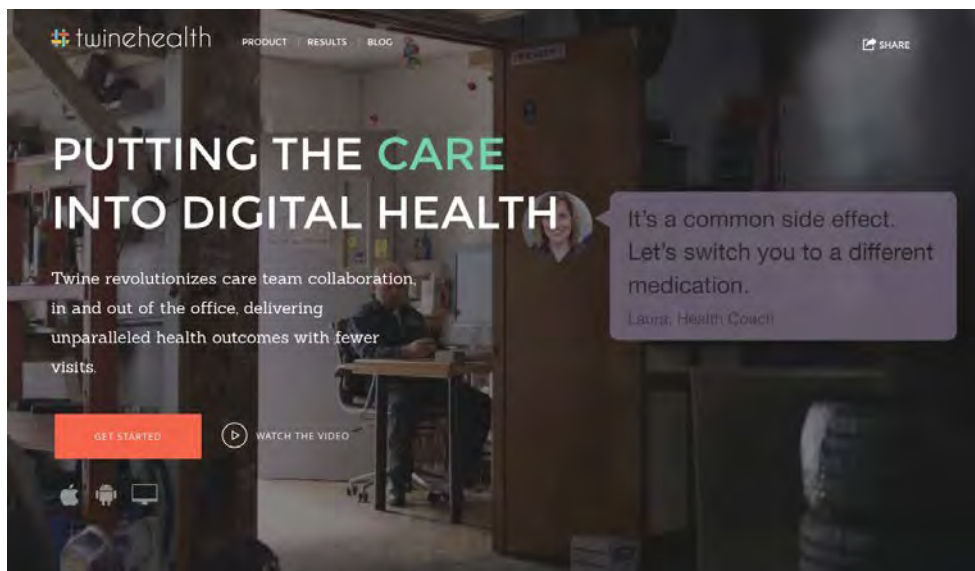 twinehealth
PRODUCT
RESULTS
BLOG
SHARE
PUTTING THE CARE
INTO DIGITAL HEALTH
It's a common side effect.
Let's switch you to a different
medication.
Laura, Health Coach
Twine revolutionizes care team collaboration,
in and out of the office, delivering
unparalleled health outcomes with fewer
visits.
GET STARTED
WATCH THE VIDEO